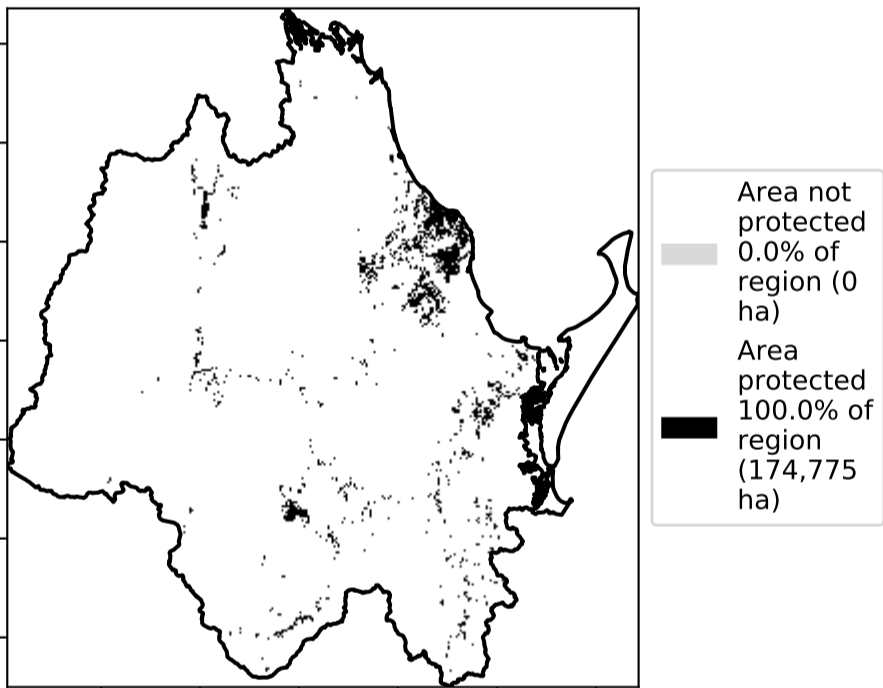 Area not
protected
0.0% of
region (0
ha)
Area
protected
100.0% of
region
(174,775
ha)